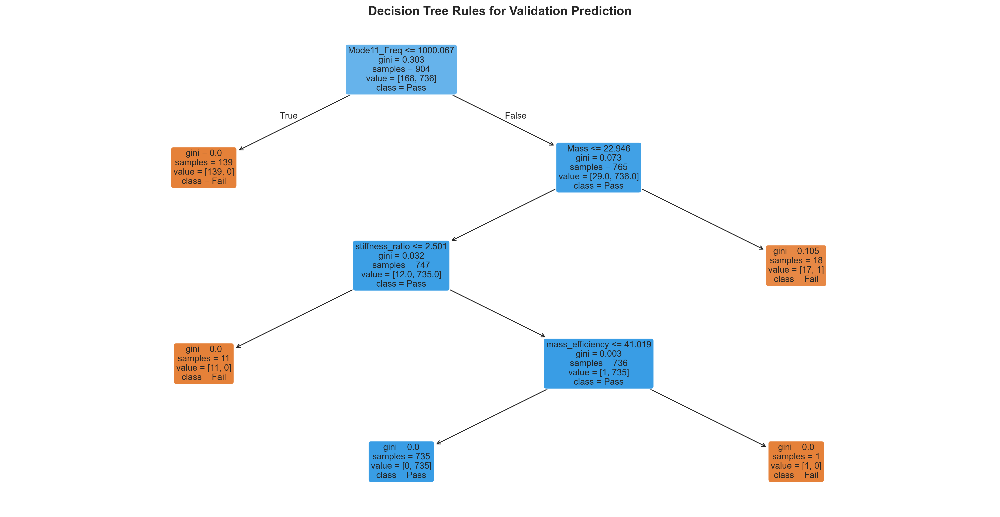 Decision Tree Rules for Validation Prediction
Mode11_Freq <= 1000.067
gini = 0.303
samples = 904
value = [168, 736]
class = Pass
True
False
gini = 0.0
samples = 139
value = [139, 0]
class = Fail
Mass <= 22.946
gini = 0.073
samples = 765
value = [29.0, 736.0]
class = Pass
stiffness_ratio <= 2.501
gini = 0.032
samples = 747
value = [12.0, 735.0]
class = Pass
gini = 0.105
samples = 18
value = [17, 1]
class = Fail
gini = 0.0
samples = 11
value = [11, 0]
class = Fail
mass_efficiency <= 41.019
gini = 0.003
samples = 736
value = [1, 735]
class = Pass
gini = 0.0
samples = 735
value = [0, 735]
class = Pass
gini = 0.0
samples = 1
value = [1, 0]
class = Fail